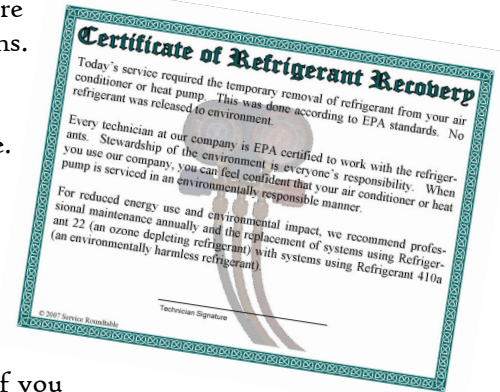 re
ns.
e.
f you
Certificate of Refrigerant Recovery
Today's service required the temporary removal of refrigerant from your air
conditioner or heat pump. This was done according to EPA standards. No
refrigerant was released to environment.
Every technician at our company is EPA certified to work with the refriger-
ants. Stewardship of the environment is everyone's responsibility. When
you use our company, you can feel confident that your air conditioner or heat
pump is serviced in an environmentally responsible manner.
For reduced energy use and environmental impact, we recommend profes-
sional maintenance annually and the replacement of systems using Refriger-
ant 22 (an ozone depleting refrigerant) with systems using Refrigerant 410a
(an environmentally harmless refrigerant).
Technician Signature
© 2007 Service Roundtable